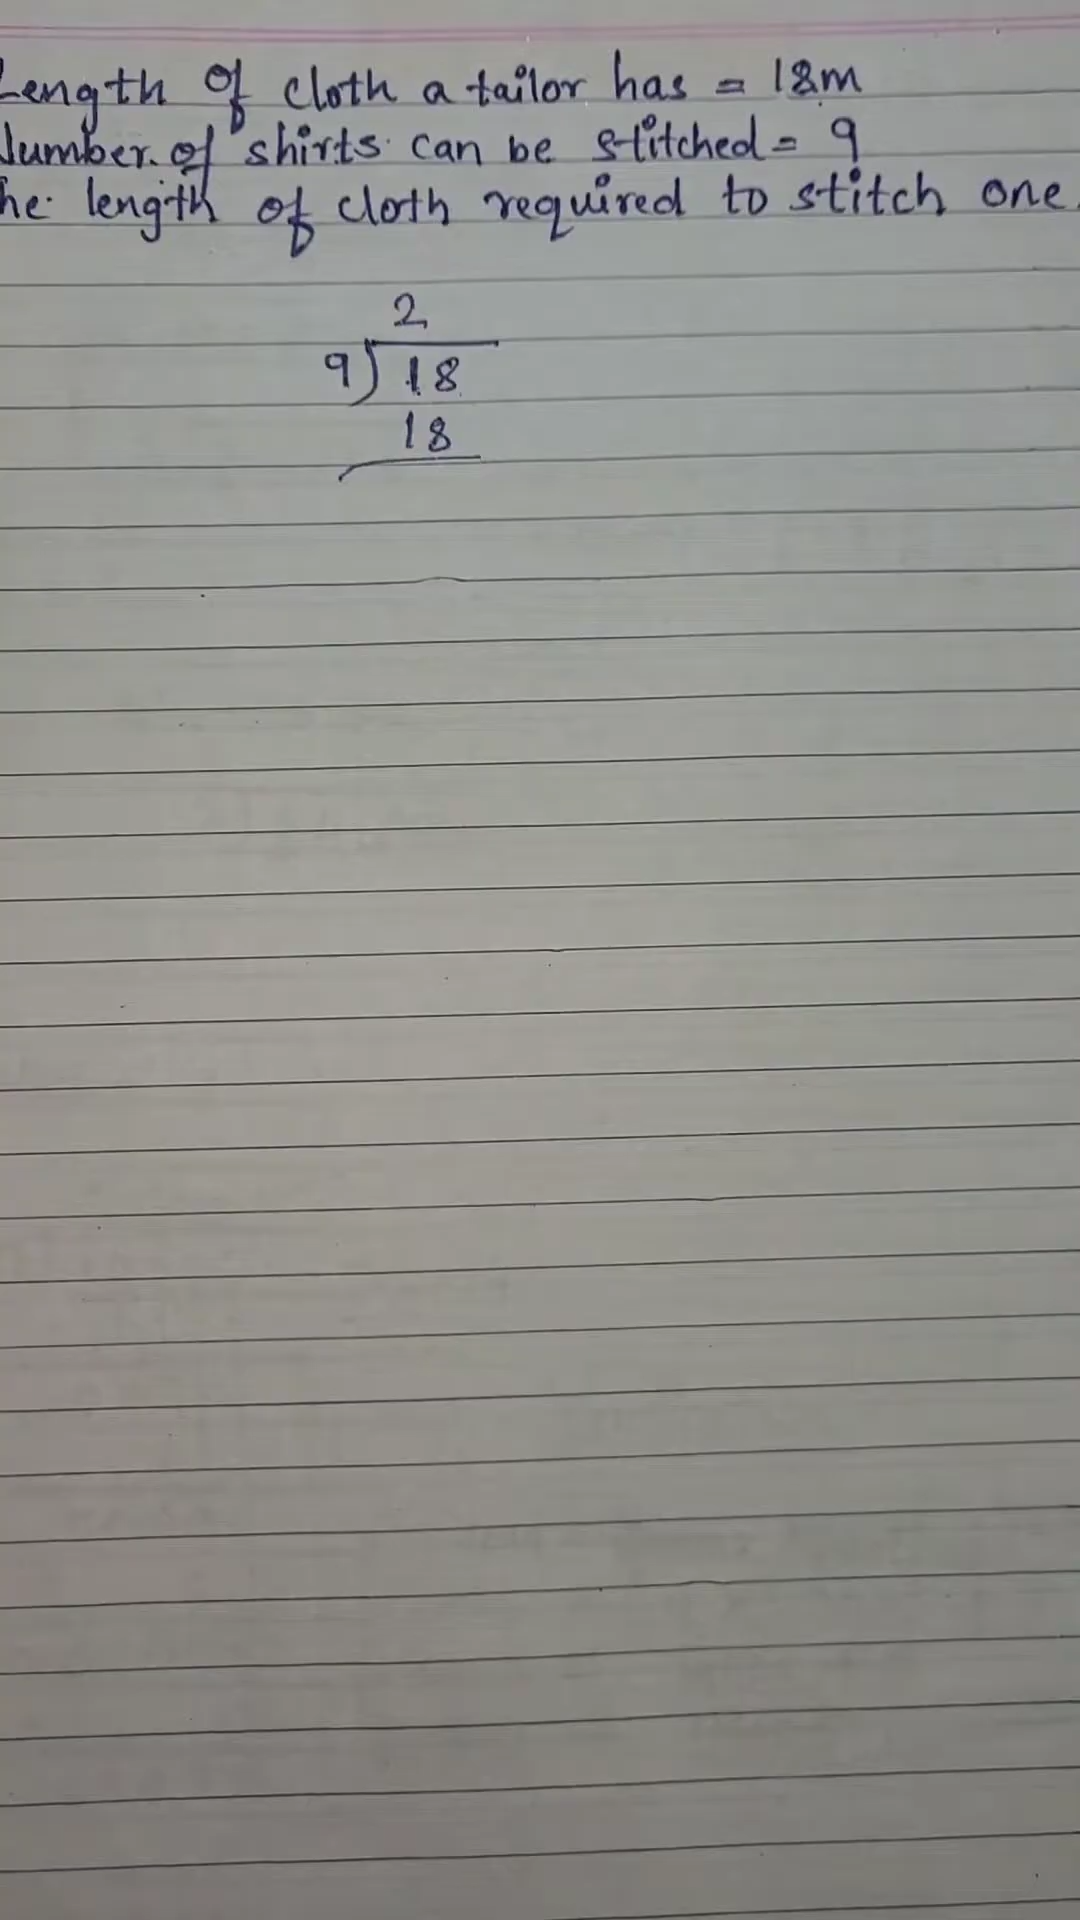 Length of cloth a tailor has = 18m
Number of shirts can be stitched = 9
The length of cloth required to stitch one
2
9) 18
18